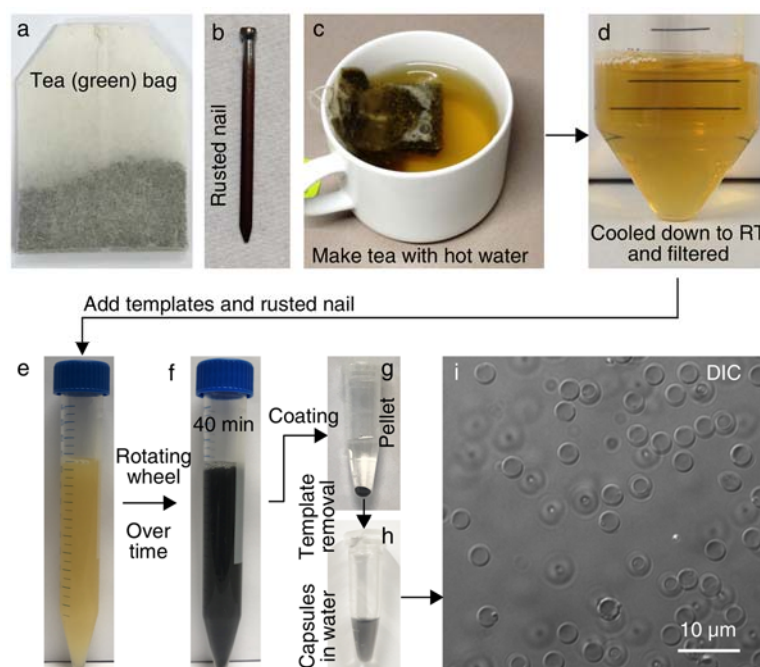 a
Tea (green) bag
b
Rusted nail
c
Make tea with hot water
d
Cooled down to RT
and filtered
Add templates and rusted nail
e
Rotating
wheel
Over
time
f
40 min
Coating
g
Pellet
Template
removal
h
Capsules
in water
i
DIC
10 µm